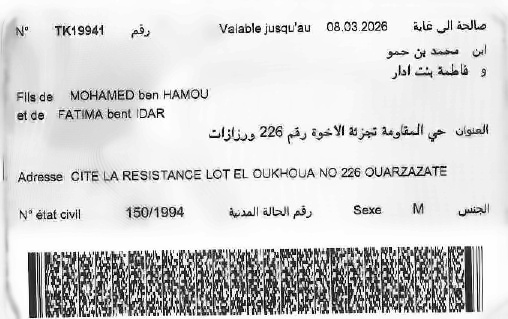 N° TK19941 رقم Valable jusqu'au 08.03.2026 صالحة الى غاية
ابن محمد بن حمو
و فاطمة بنت ادار
Fils de MOHAMED ben HAMOU
et de FATIMA bent IDAR
العنوان حي المقاومة تجزئة الاخوة رقم 226 ورزازات
Adresse CITE LA RESISTANCE LOT EL OUKHOUA NO 226 OUARZAZATE
N° état civil 150/1994 رقم الحالة المدنية Sexe M الجنس